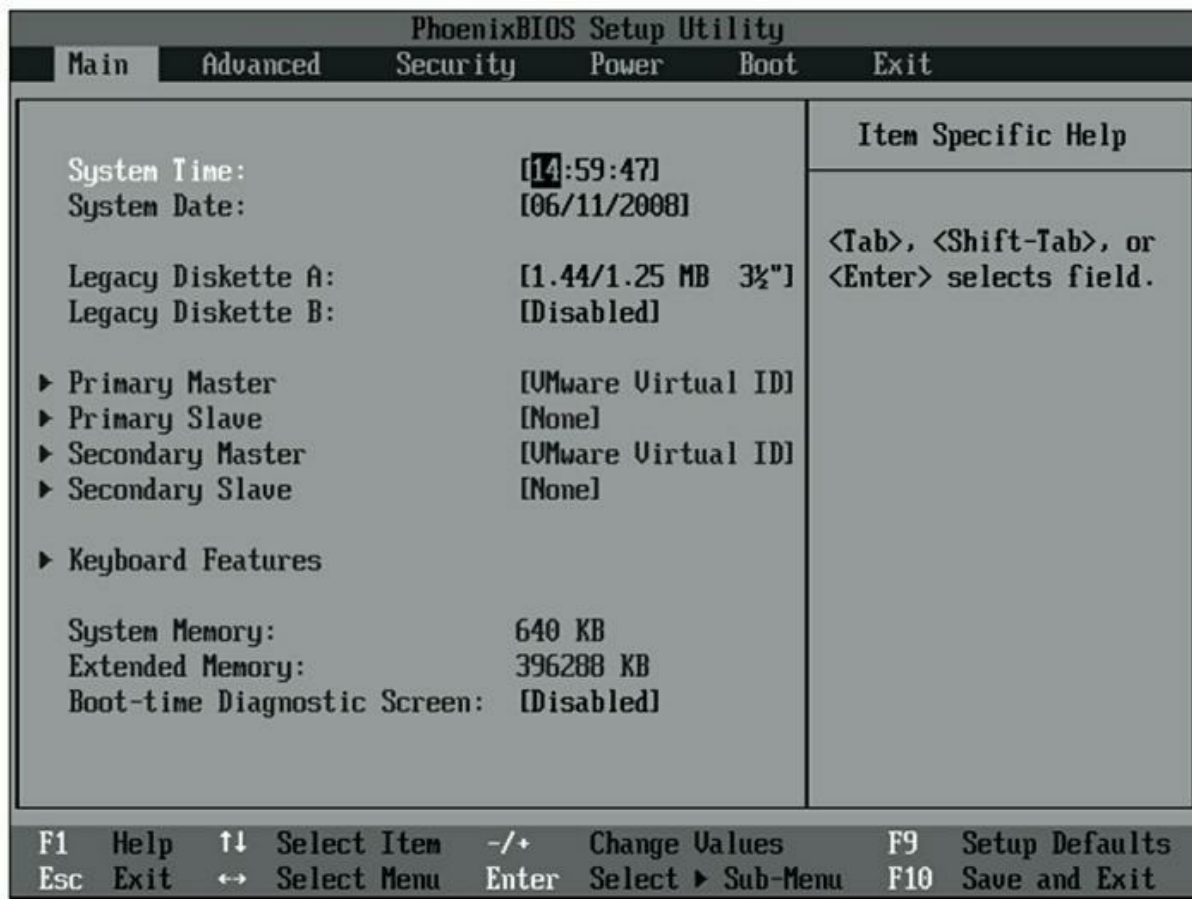 PhoenixBIOS Setup Utility
Main Advanced Security Power Boot Exit
System Time: [14:59:47]
System Date: [06/11/2008]
Legacy Diskette A: [1.44/1.25 MB 3½"]
Legacy Diskette B: [Disabled]
▶ Primary Master [VMware Virtual ID]
▶ Primary Slave [None]
▶ Secondary Master [VMware Virtual ID]
▶ Secondary Slave [None]
▶ Keyboard Features
System Memory: 640 KB
Extended Memory: 396288 KB
Boot-time Diagnostic Screen: [Disabled]
Item Specific Help
<Tab>, <Shift-Tab>, or
<Enter> selects field.
F1 Help ↑↓ Select Item -/+ Change Values F9 Setup Defaults
Esc Exit ↔ Select Menu Enter Select ▶ Sub-Menu F10 Save and Exit